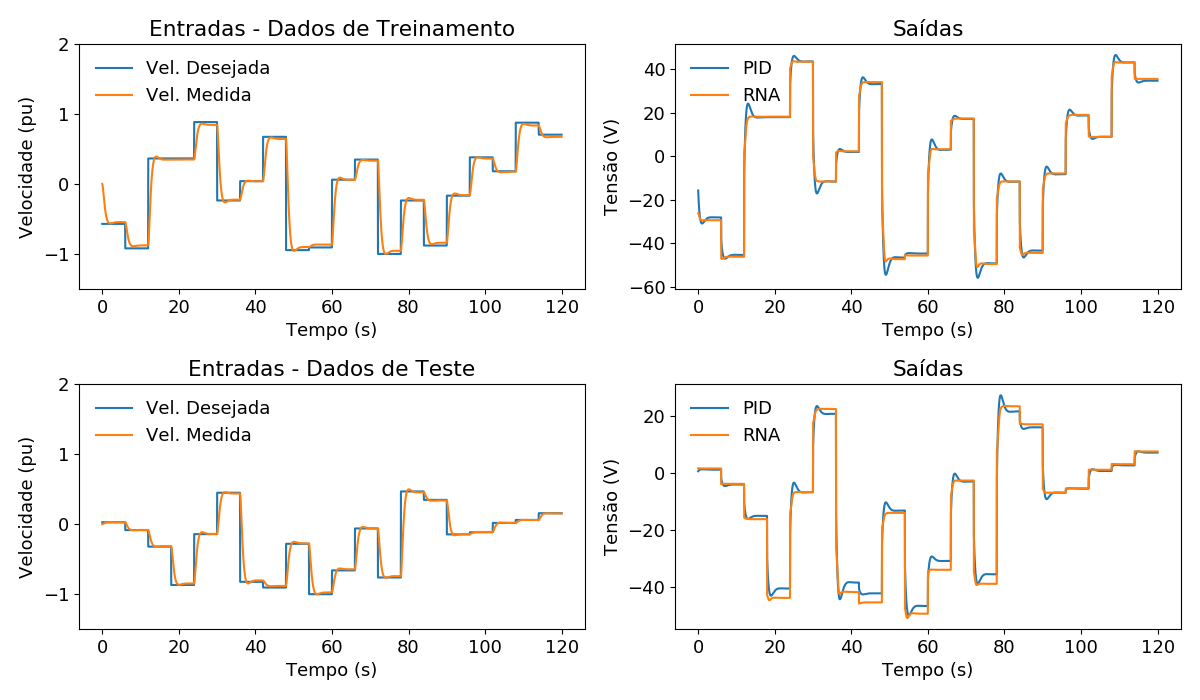 Entradas - Dados de Treinamento
Velocidade (pu)
2
1
0
−1
Vel. Desejada
Vel. Medida
0 20 40 60 80 100 120
Tempo (s)
Saídas
Tensão (V)
40
20
0
−20
−40
−60
PID
RNA
0 20 40 60 80 100 120
Tempo (s)
Entradas - Dados de Teste
Velocidade (pu)
2
1
0
−1
Vel. Desejada
Vel. Medida
0 20 40 60 80 100 120
Tempo (s)
Saídas
Tensão (V)
20
0
−20
−40
PID
RNA
0 20 40 60 80 100 120
Tempo (s)